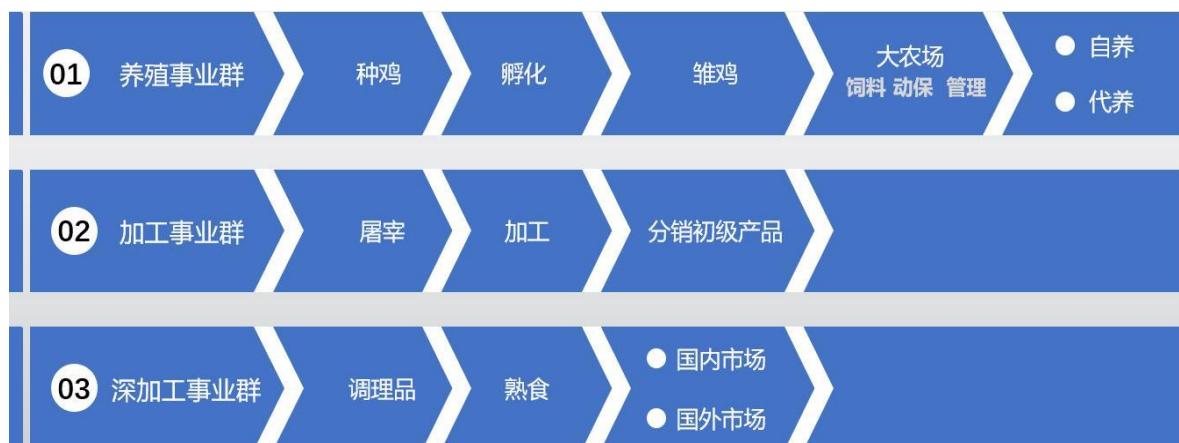 01 养殖事业群 种鸡 孵化 雏鸡 大农场 饲料 动保 管理 自养 代养
02 加工事业群 屠宰 加工 分销初级产品
03 深加工事业群 调理品 熟食 国内市场 国外市场